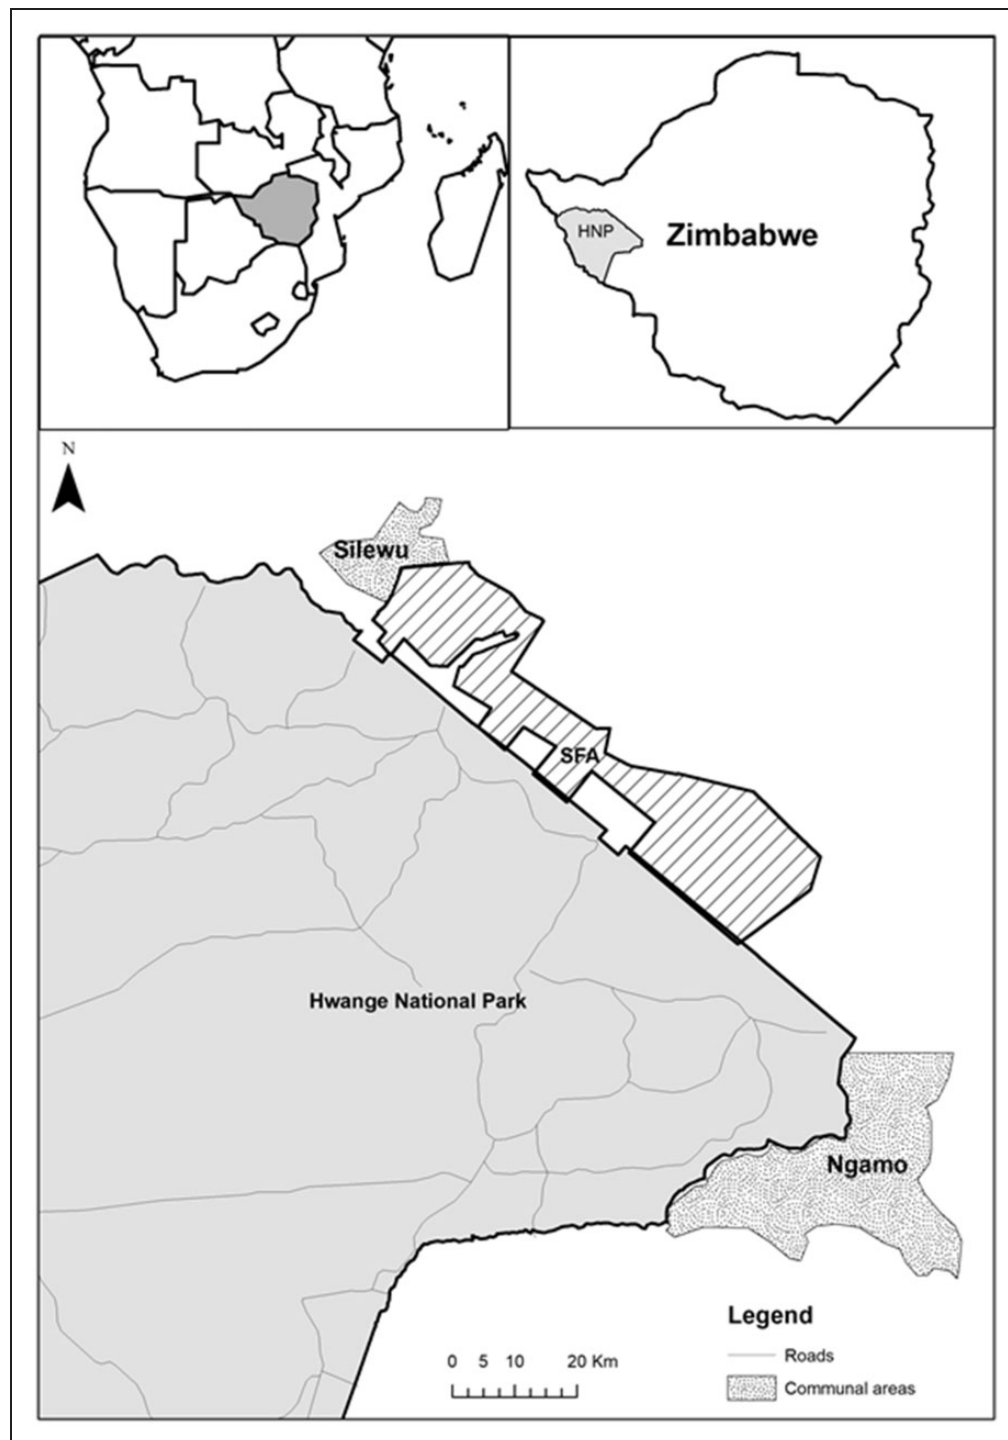 HNP
Zimbabwe
N
Silewu
SFA
Hwange National Park
Ngamo
Legend
0 5 10 20 Km
Roads
Communal areas